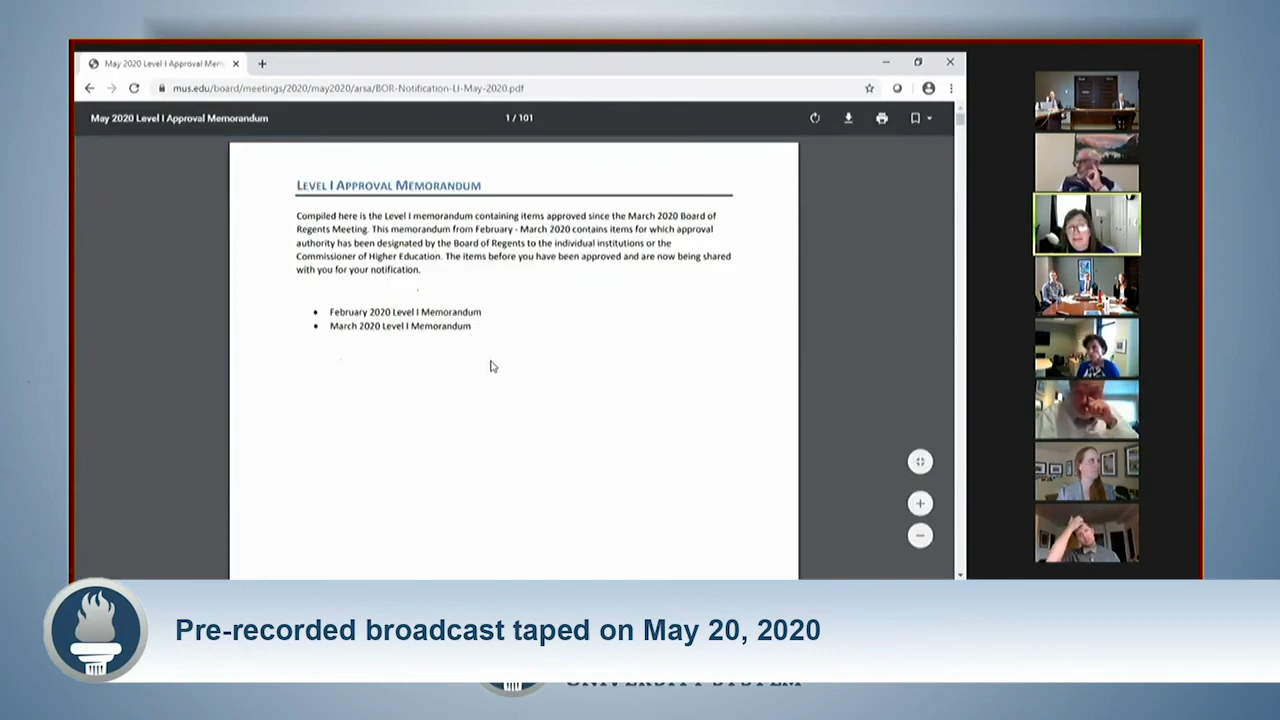 May 2020 Level I Approval Mem
mus.edu/board/meetings/2020/may2020/arsa/BOR-Notification-LI-May-2020.pdf
May 2020 Level I Approval Memorandum
1 / 101
LEVEL I APPROVAL MEMORANDUM
Compiled here is the Level I memorandum containing items approved since the March 2020 Board of
Regents Meeting. This memorandum from February - March 2020 contains items for which approval
authority has been designated by the Board of Regents to the individual institutions or the
Commissioner of Higher Education. The items before you have been approved and are now being shared
with you for your notification.
• February 2020 Level I Memorandum
• March 2020 Level I Memorandum
Pre-recorded broadcast taped on May 20, 2020
UNIVERSITY SYSTEM